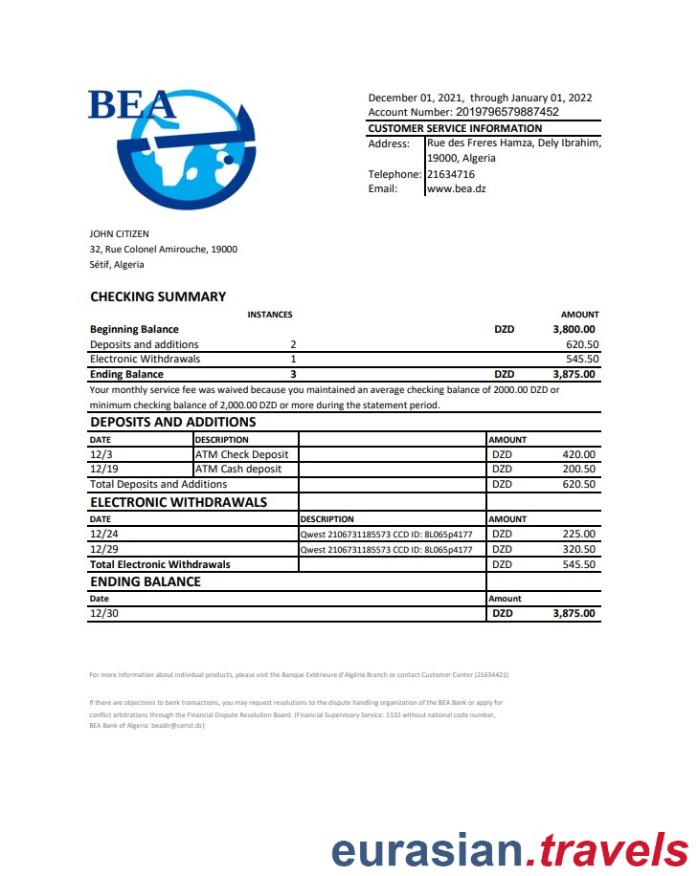 BEA
December 01, 2021, through January 01, 2022
Account Number: 2019796579887452
CUSTOMER SERVICE INFORMATION
Address: Rue des Freres Hamza, Dely Ibrahim,
19000, Algeria
Telephone: 21634716
Email: www.bea.dz
JOHN CITIZEN
32, Rue Colonel Amirouche, 19000
Sétif, Algeria
CHECKING SUMMARY
INSTANCES AMOUNT
Beginning Balance DZD 3,800.00
Deposits and additions 2 620.50
Electronic Withdrawals 1 545.50
Ending Balance 3 DZD 3,875.00
Your monthly service fee was waived because you maintained an average checking balance of 2000.00 DZD or
minimum checking balance of 2,000.00 DZD or more during the statement period.
DEPOSITS AND ADDITIONS
DATE DESCRIPTION AMOUNT
12/3 ATM Check Deposit DZD 420.00
12/19 ATM Cash deposit DZD 200.50
Total Deposits and Additions DZD 620.50
ELECTRONIC WITHDRAWALS
DATE DESCRIPTION AMOUNT
12/24 Qwest 2106731185573 CCD ID: 8L065p4177 DZD 225.00
12/29 Qwest 2106731185573 CCD ID: 8L065p4177 DZD 320.50
Total Electronic Withdrawals DZD 545.50
ENDING BALANCE
Date Amount
12/30 DZD 3,875.00
For more information about individual products, please visit the Banque Extérieure d'Algérie Branch or contact Customer Center (21634421)
If there are objections to bank transactions, you may request resolutions to the dispute handling organization of the BEA Bank or apply for
conflict arbitrations through the Financial Dispute Resolution Board. (Financial Supervisory Service: 1332 without national code number,
BEA Bank of Algeria: beadir@cerist.dz)
eurasian.travels